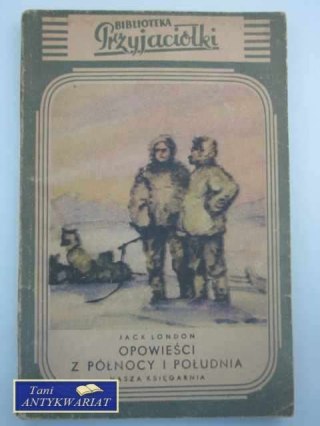 BIBLIOTEKA
Przyjaciółki
JACK LONDON
OPOWIEŚCI
Z PÓŁNOCY I POŁUDNIA
NASZA KSIĘGARNIA
Tani
ANTYKWARIAT